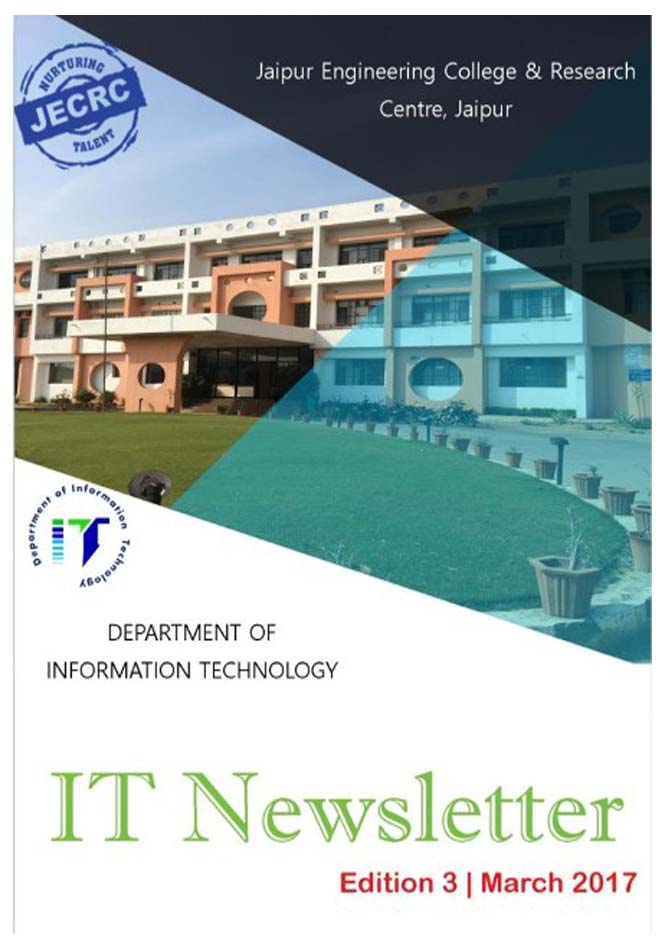 NURTURING
JECRC
TALENT
Jaipur Engineering College & Research
Centre, Jaipur
Department of Information Technology
IT
DEPARTMENT OF
INFORMATION TECHNOLOGY
IT Newsletter
Edition 3 | March 2017